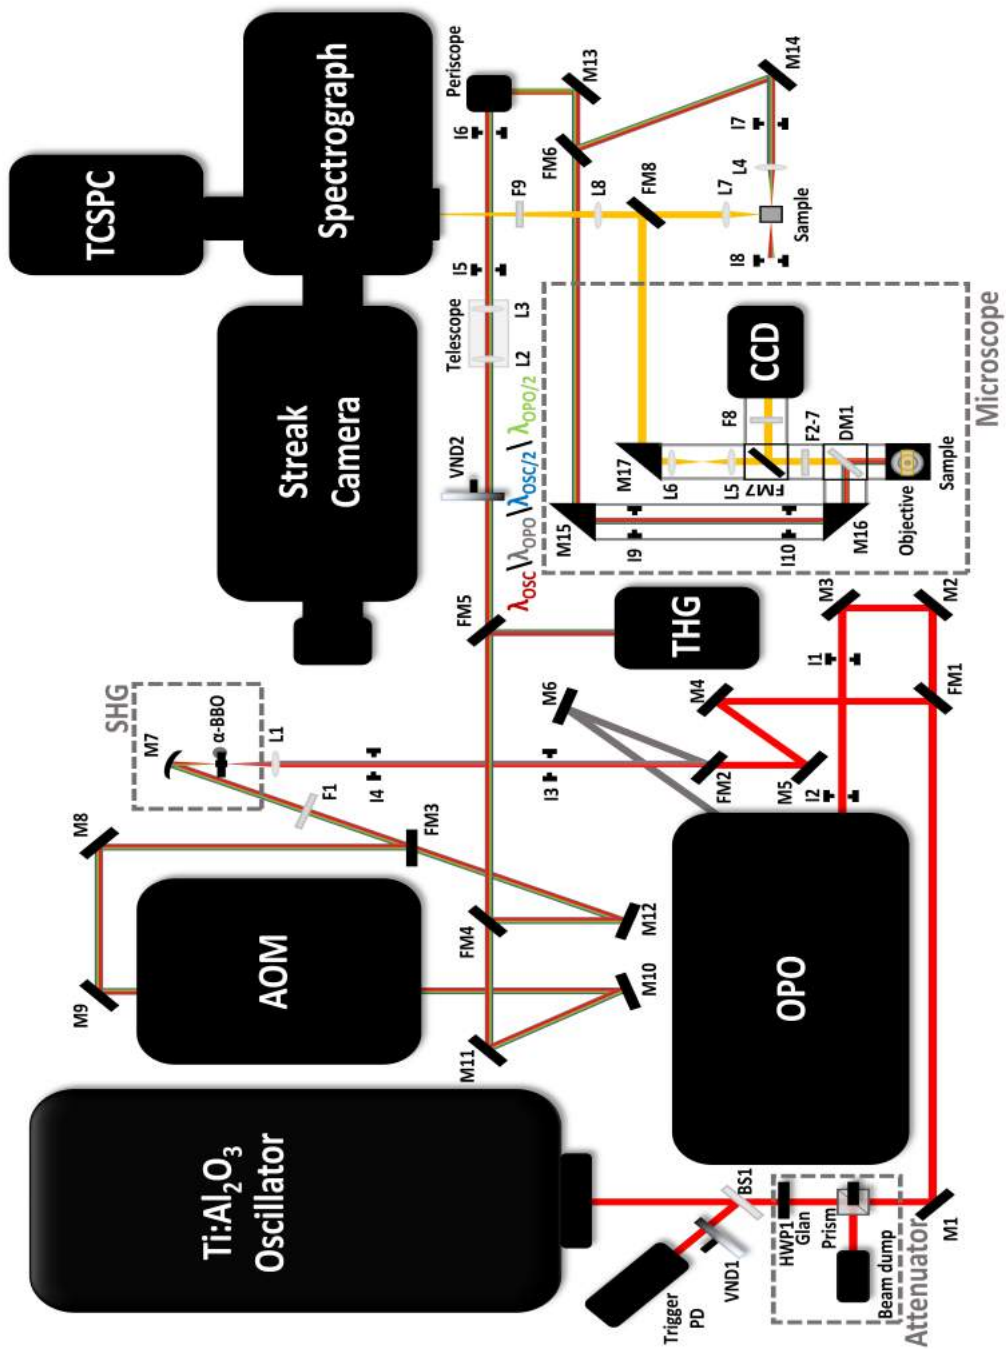 TCSPC
Spectrograph
Streak
Camera
Periscope
M13
M14
I6
FM6
I7
L4
F9
L8
FM8
L7
Sample
I8
I5
Telescope
L3
L2
VND2
λOSC \ λOPO \ λOSC/2 \ λOPO/2
Microscope
CCD
F8
F2-7
DM1
M17
L6
L5
FM7
M15
I9
I10
M16
Objective
Sample
FM5
THG
M3
M2
I1
M4
M6
FM1
SHG
M7
α-BBO
L1
F1
I4
I3
FM2
M5
I2
M8
FM3
AOM
FM4
M12
M9
M10
M11
OPO
Ti:Al2O3
Oscillator
BS1
HWP1
Glan
Prism
VND1
Trigger
PD
Beam dump
M1
Attenuator